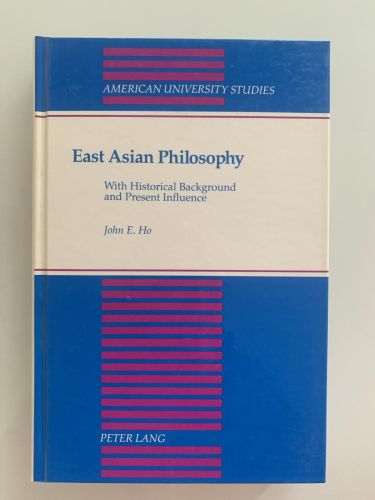 AMERICAN UNIVERSITY STUDIES
East Asian Philosophy
With Historical Background
and Present Influence
John E. Ho
PETER LANG